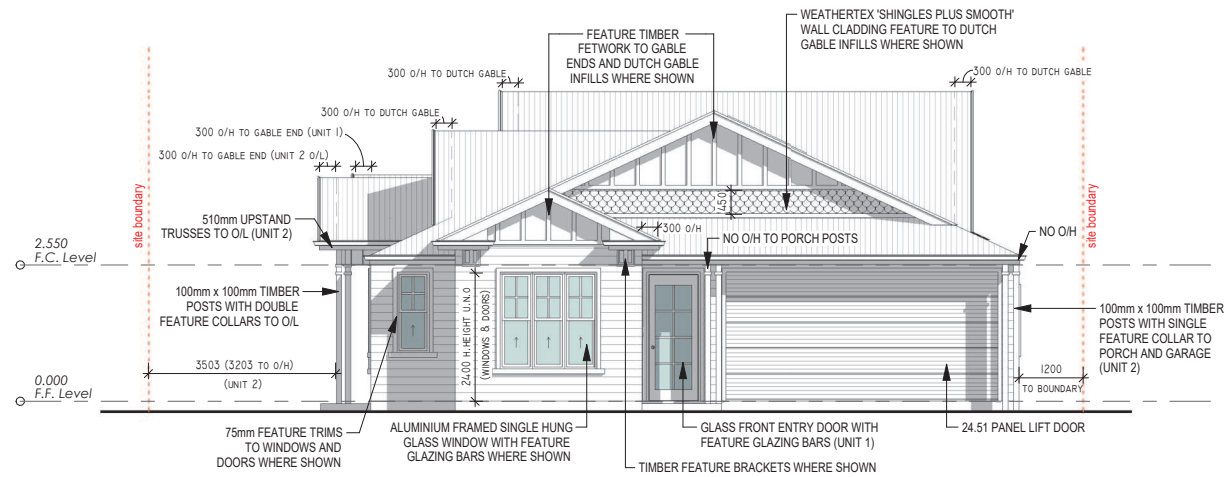 WEATHERTEX 'SHINGLES PLUS SMOOTH'
WALL CLADDING FEATURE TO DUTCH
GABLE INFILLS WHERE SHOWN
FEATURE TIMBER
FETWORK TO GABLE
ENDS AND DUTCH GABLE
INFILLS WHERE SHOWN
300 O/H TO DUTCH GABLE
300 O/H TO DUTCH GABLE
300 O/H TO DUTCH GABLE
300 O/H TO GABLE END (UNIT 1)
300 O/H TO GABLE END (UNIT 2 O/L)
site boundary
510mm UPSTAND
TRUSSES TO O/L (UNIT 2)
450
300 O/H
NO O/H TO PORCH POSTS
NO O/H
site boundary
2.550
F.C. Level
100mm x 100mm TIMBER
POSTS WITH DOUBLE
FEATURE COLLARS TO O/L
2400 H.HEIGHT U.N.O
(WINDOWS & DOORS)
100mm x 100mm TIMBER
POSTS WITH SINGLE
FEATURE COLLAR TO
PORCH AND GARAGE
(UNIT 2)
3503 (3203 TO O/H)
(UNIT 2)
1200
TO BOUNDARY
0.000
F.F. Level
75mm FEATURE TRIMS
TO WINDOWS AND
DOORS WHERE SHOWN
ALUMINIUM FRAMED SINGLE HUNG
GLASS WINDOW WITH FEATURE
GLAZING BARS WHERE SHOWN
GLASS FRONT ENTRY DOOR WITH
FEATURE GLAZING BARS (UNIT 1)
24.51 PANEL LIFT DOOR
TIMBER FEATURE BRACKETS WHERE SHOWN